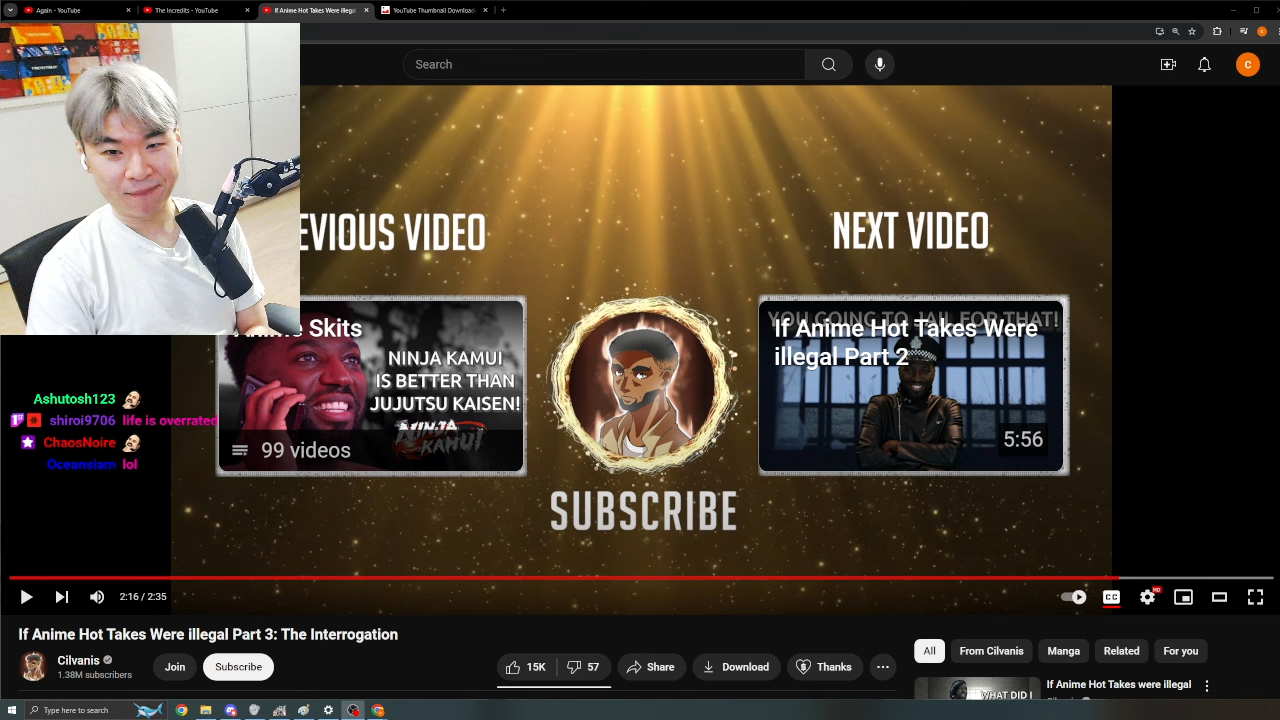 Again - YouTube
The Incredits - YouTube
If Anime Hot Takes Were illegal
YouTube Thumbnail Download
Search
C
EVIOUS VIDEO
NEXT VIDEO
Anime Skits
NINJA KAMUI
IS BETTER THAN
JUJUTSU KAISEN!
NINJA
KAMUI
99 videos
YOU GOING TO JAIL FOR THAT!
If Anime Hot Takes Were
illegal Part 2
5:56
SUBSCRIBE
Ashutosh123
shiroi9706 life is overrated
ChaosNoire
Oceansiam lol
2:16 / 2:35
CC
HD
If Anime Hot Takes Were illegal Part 3: The Interrogation
Cilvanis
1.38M subscribers
Join
Subscribe
15K
57
Share
Download
Thanks
All
From Cilvanis
Manga
Related
For you
WHAT DID I
If Anime Hot Takes were illegal
Type here to search